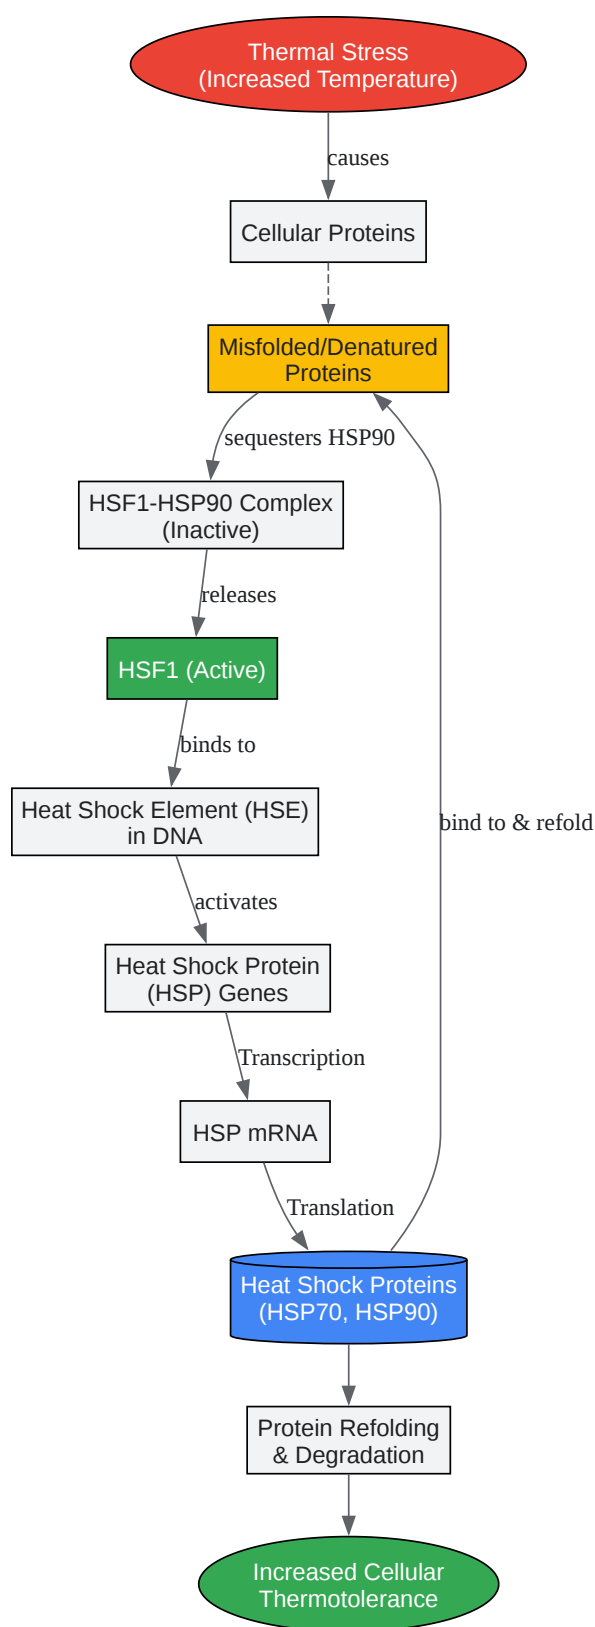 Thermal Stress
(Increased Temperature)
causes
Cellular Proteins
Misfolded/Denatured
Proteins
sequesters HSP90
HSF1-HSP90 Complex
(Inactive)
releases
HSF1 (Active)
binds to
Heat Shock Element (HSE)
in DNA
bind to & refold
activates
Heat Shock Protein
(HSP) Genes
Transcription
HSP mRNA
Translation
Heat Shock Proteins
(HSP70, HSP90)
Protein Refolding
& Degradation
Increased Cellular
Thermotolerance